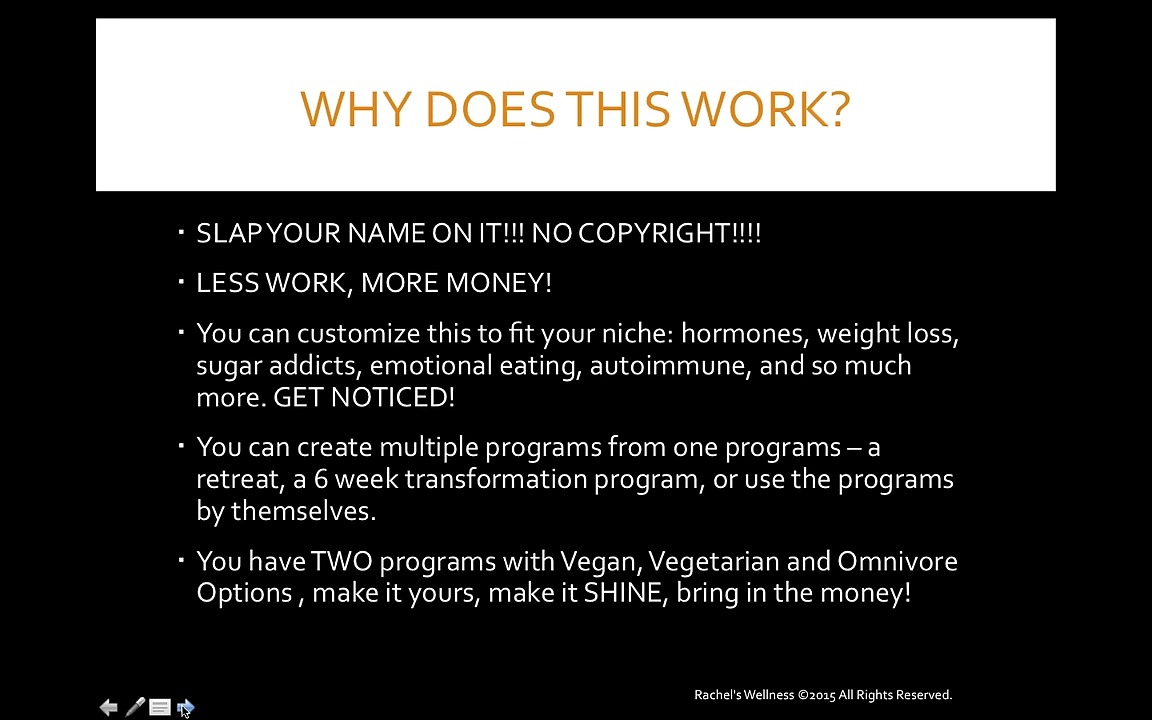 WHY DOES THIS WORK?
▪ SLAP YOUR NAME ON IT!!! NO COPYRIGHT!!!!
▪ LESS WORK, MORE MONEY!
▪ You can customize this to fit your niche: hormones, weight loss,
sugar addicts, emotional eating, autoimmune, and so much
more. GET NOTICED!
▪ You can create multiple programs from one programs – a
retreat, a 6 week transformation program, or use the programs
by themselves.
▪ You have TWO programs with Vegan, Vegetarian and Omnivore
Options , make it yours, make it SHINE, bring in the money!
Rachel's Wellness ©2015 All Rights Reserved.